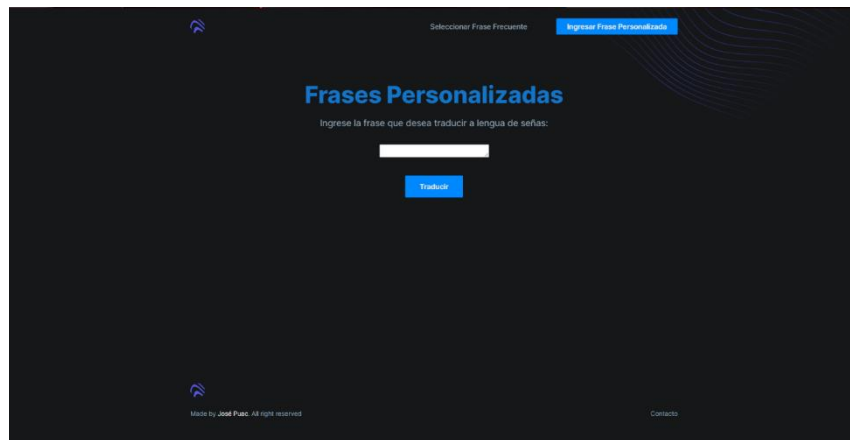 Seleccionar Frase Frecuente
Ingresar Frase Personalizada
Frases Personalizadas
Ingrese la frase que desea traducir a lengua de señas:
Traducir
Made by José Puac. All right reserved
Contacto